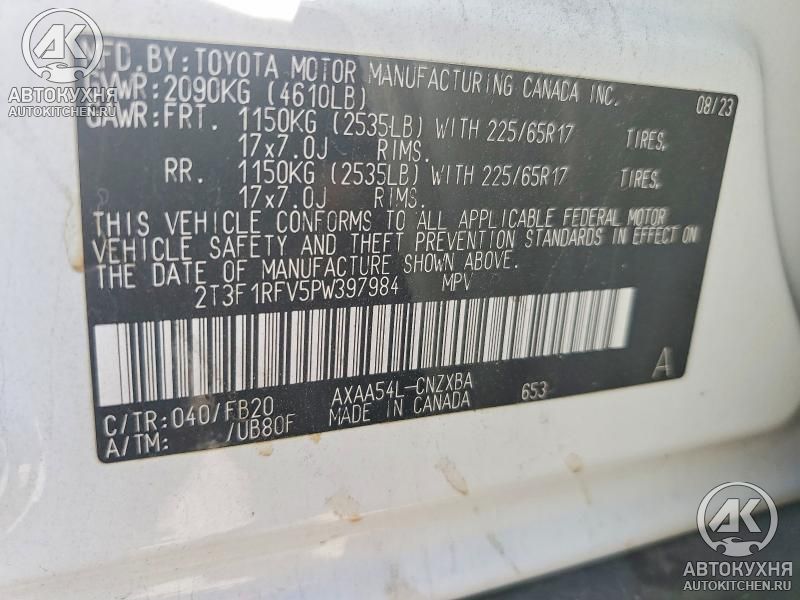 MFD. BY: TOYOTA MOTOR MANUFACTURING CANADA INC. 08/23
GVWR: 2090KG (4610LB)
GAWR: FRT. 1150KG (2535LB) WITH 225/65R17 TIRES,
17x7.0J RIMS.
RR. 1150KG (2535LB) WITH 225/65R17 TIRES,
17x7.0J RIMS.
THIS VEHICLE CONFORMS TO ALL APPLICABLE FEDERAL MOTOR
VEHICLE SAFETY AND THEFT PREVENTION STANDARDS IN EFFECT ON
THE DATE OF MANUFACTURE SHOWN ABOVE.
2T3F1RFV5PW397984 MPV
AXAA54L-CNZXBA 653 A
C/TR: 040/FB20 MADE IN CANADA
A/TM: /UB80F
АК
АВТОКУХНЯ
AUTOKITCHEN.RU
АК
АВТОКУХНЯ
AUTOKITCHEN.RU